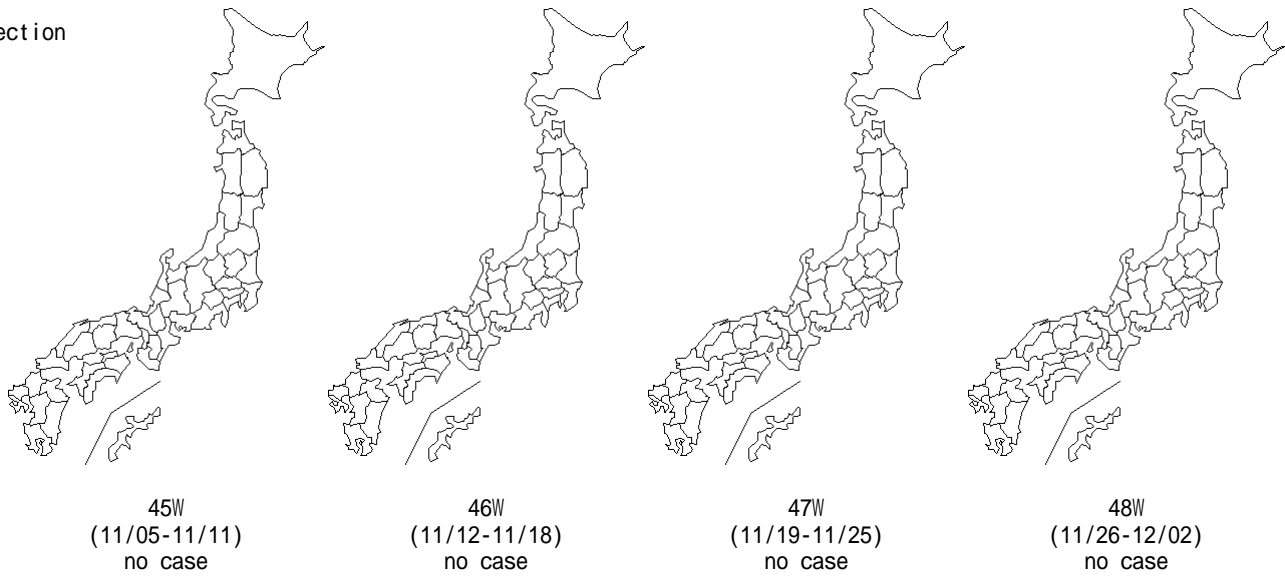 ection
45W
(11/05-11/11)
no case
46W
(11/12-11/18)
no case
47W
(11/19-11/25)
no case
48W
(11/26-12/02)
no case